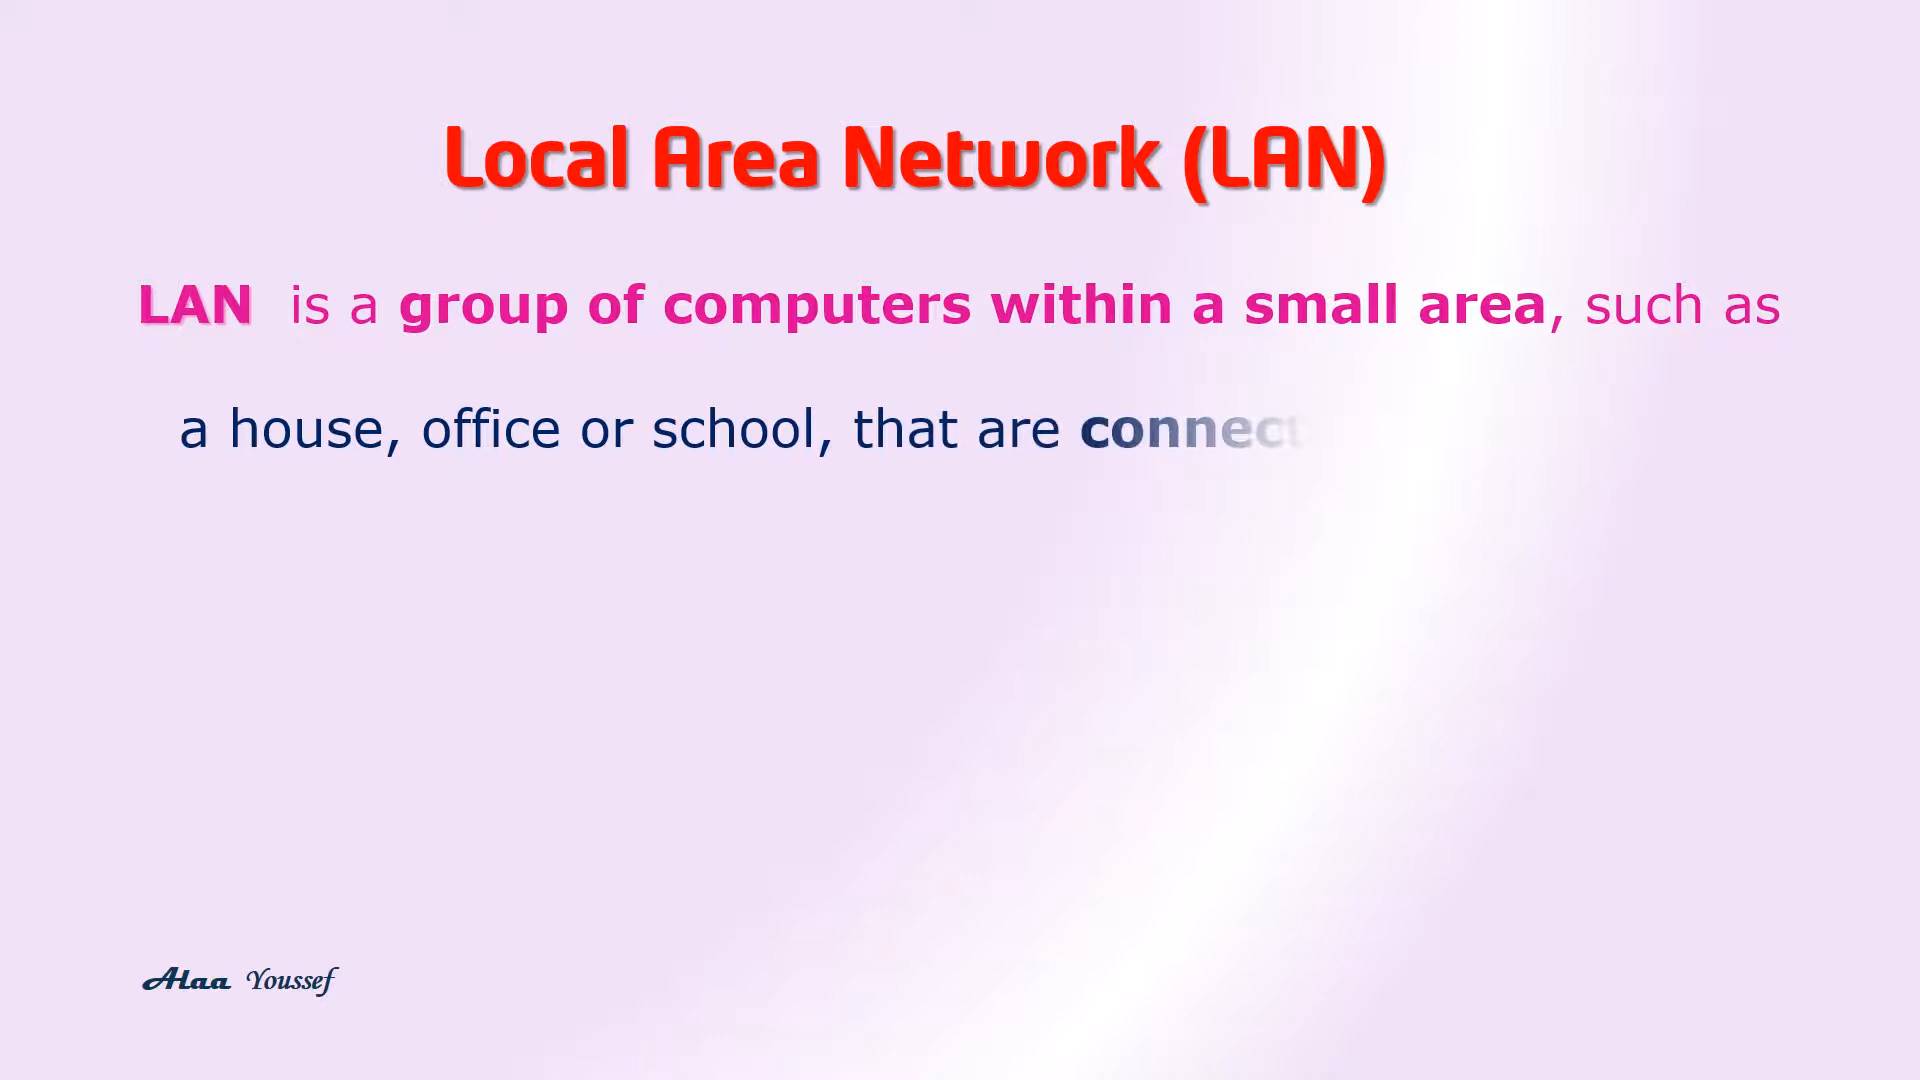 Local Area Network (LAN)
LAN is a group of computers within a small area, such as
a house, office or school, that are connect
Alaa Youssef